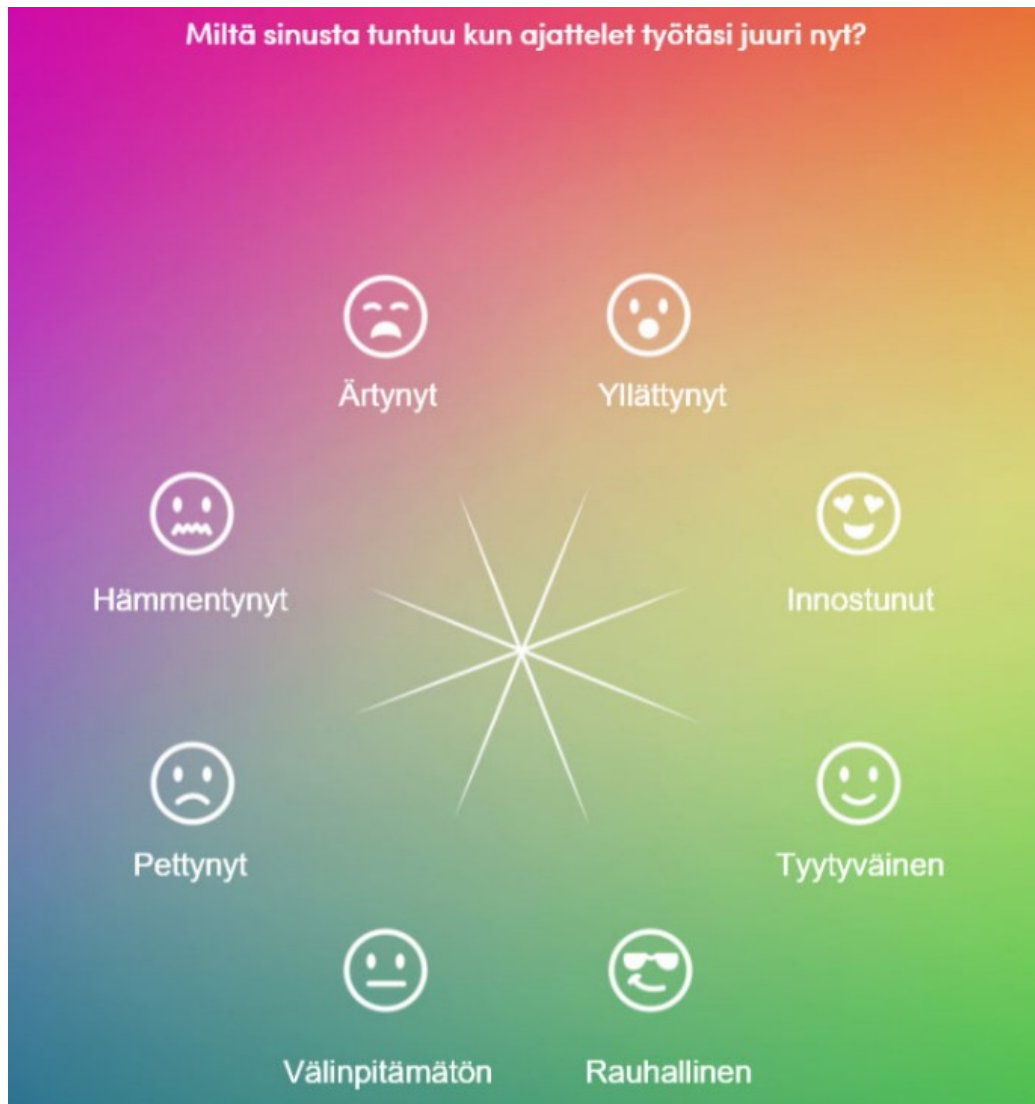 Miltä sinusta tuntuu kun ajattelet työtäsi juuri nyt?
Ärtynyt
Yllättynyt
Hämmentynyt
Innostunut
Pettynyt
Tyytyväinen
Välinpitämätön
Rauhallinen